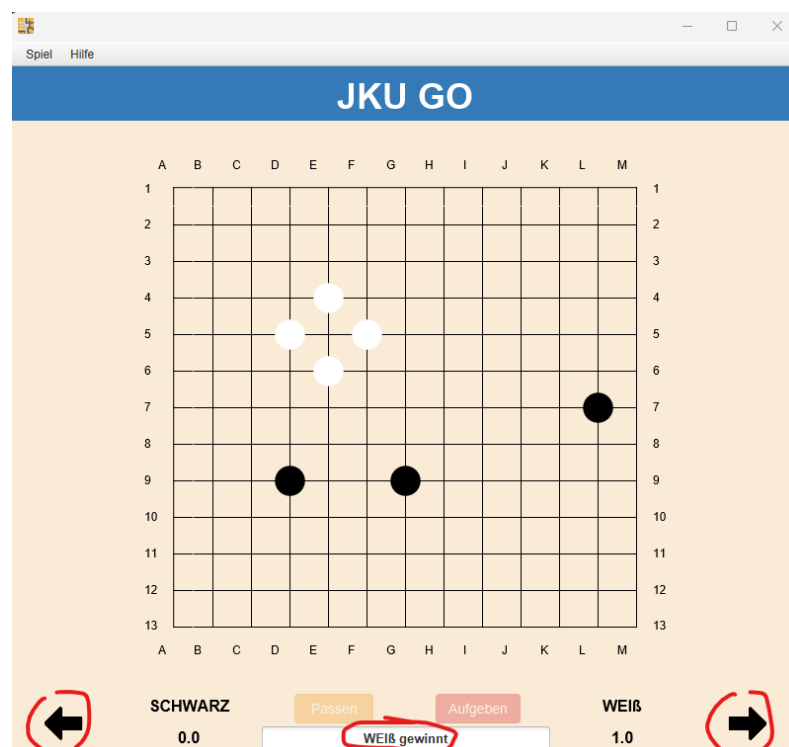 Spiel Hilfe
JKU GO
A B C D E F G H I J K L M
1 1
2 2
3 3
4 4
5 5
6 6
7 7
8 8
9 9
10 10
11 11
12 12
13 13
A B C D E F G H I J K L M
SCHWARZ Passen Aufgeben WEIß
0.0 WEIß gewinnt 1.0